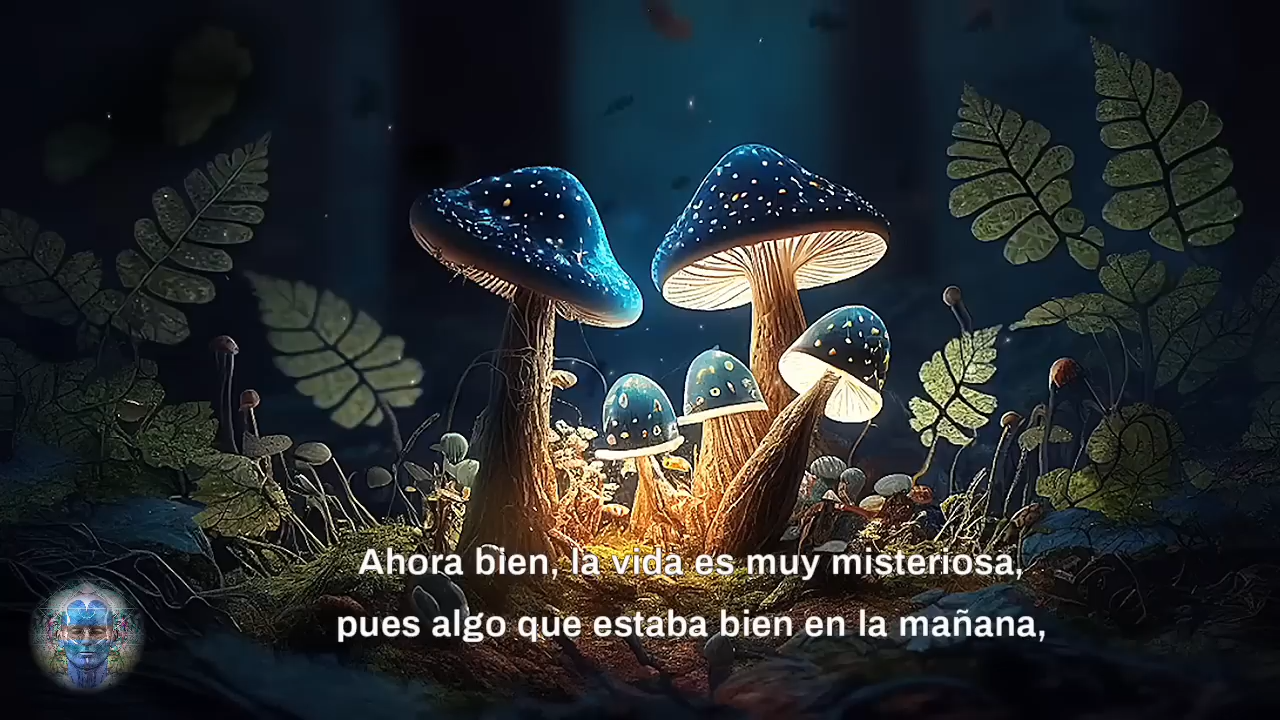 Ahora bien, la vida es muy misteriosa,
pues algo que estaba bien en la mañana,